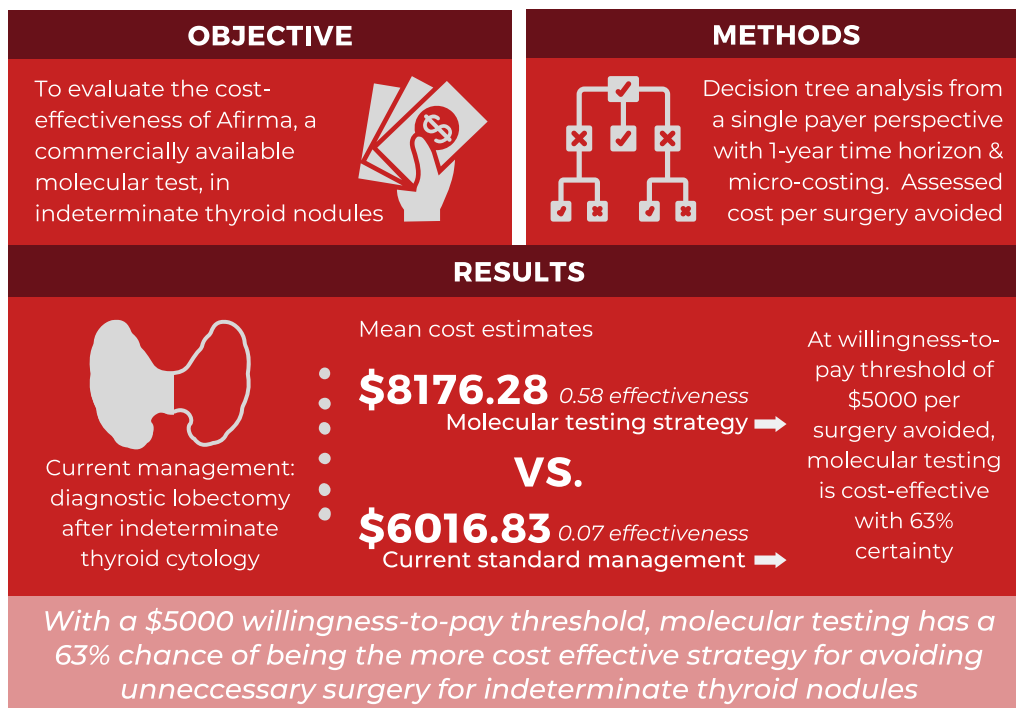 OBJECTIVE
To evaluate the cost-
effectiveness of Afirma, a
commercially available
molecular test, in
indeterminate thyroid nodules
$
METHODS
Decision tree analysis from
a single payer perspective
with 1-year time horizon &
micro-costing. Assessed
cost per surgery avoided
RESULTS
Current management:
diagnostic lobectomy
after indeterminate
thyroid cytology
Mean cost estimates
$8176.28 0.58 effectiveness
Molecular testing strategy
VS.
$6016.83 0.07 effectiveness
Current standard management
At willingness-to-
pay threshold of
$5000 per
surgery avoided,
molecular testing
is cost-effective
with 63%
certainty
With a $5000 willingness-to-pay threshold, molecular testing has a
63% chance of being the more cost effective strategy for avoiding
unneccessary surgery for indeterminate thyroid nodules